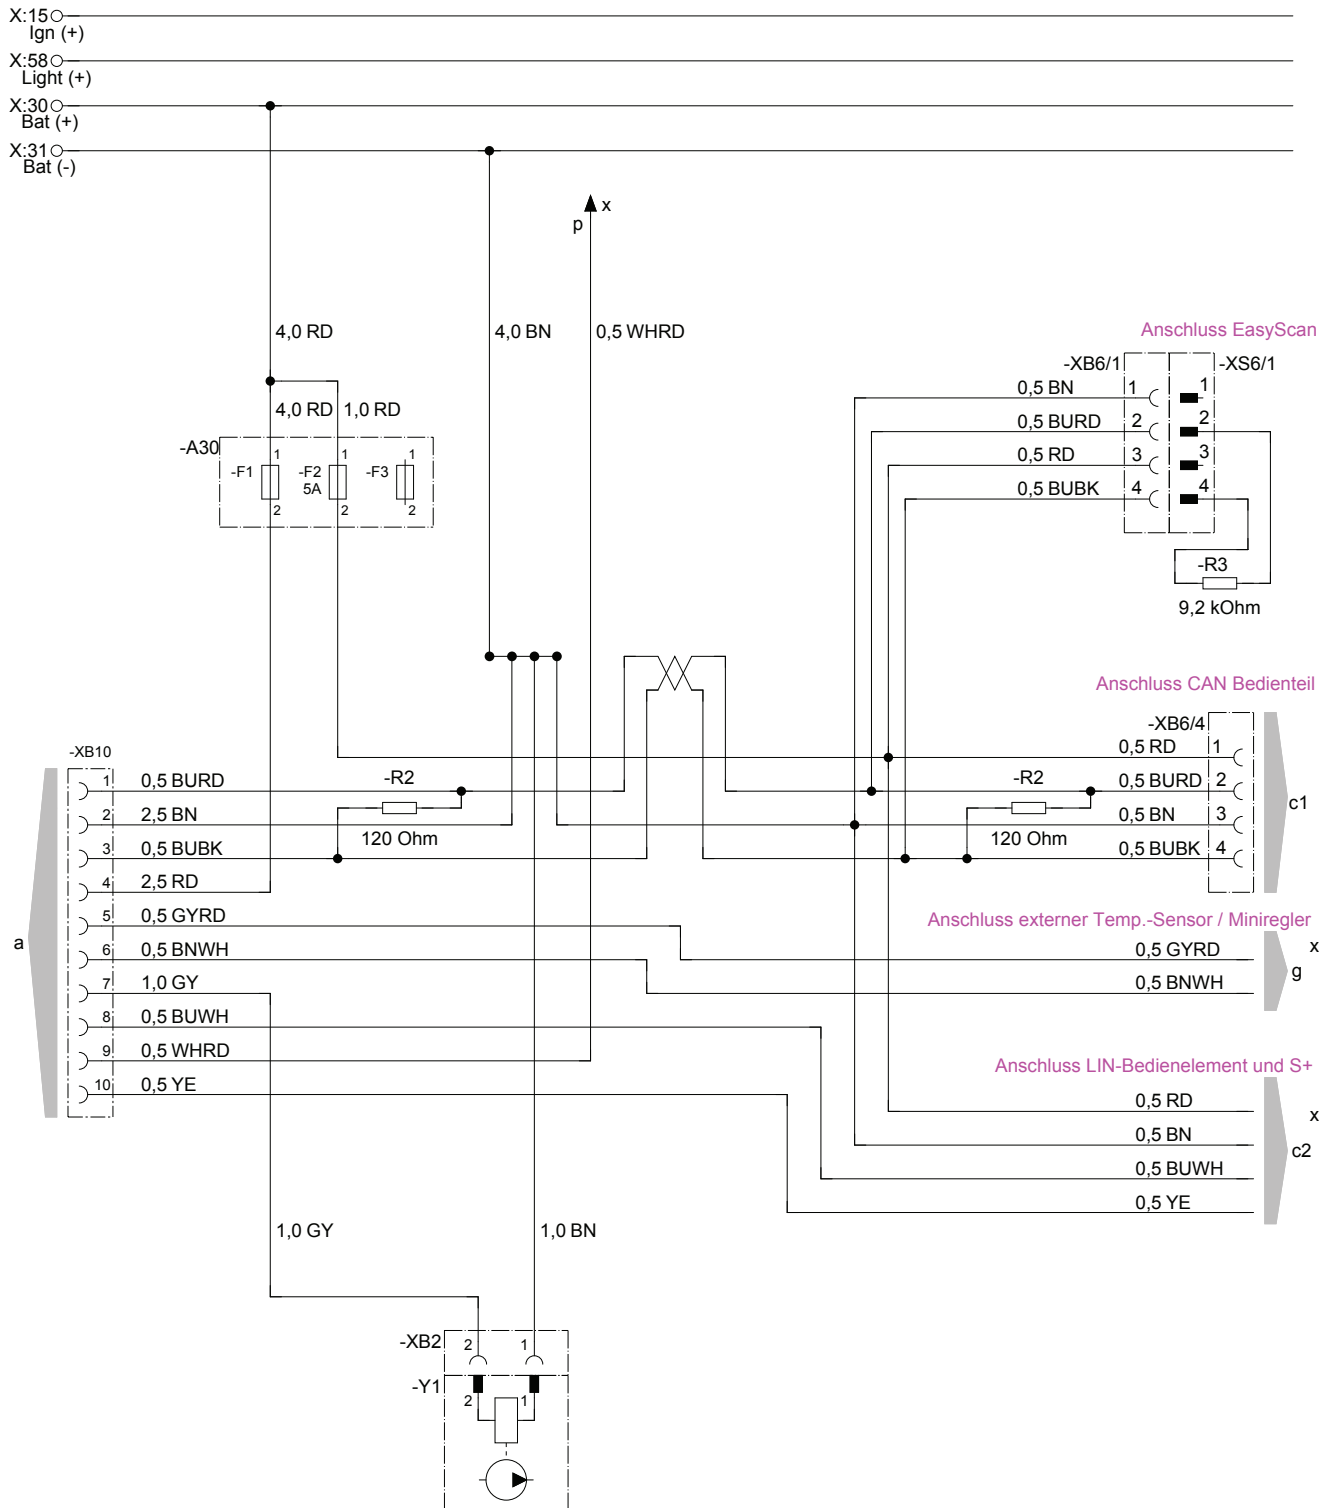 X:15
Ign (+)
X:58
Light (+)
X:30
Bat (+)
X:31
Bat (-)
x
p
4,0 RD
4,0 BN
0,5 WHRD
4,0 RD
1,0 RD
-A30
-F1
1
2
-F2
5A
1
2
-F3
1
2
Anschluss EasyScan
-XB6/1
-XS6/1
0,5 BN
1
1
0,5 BURD
2
2
0,5 RD
3
3
0,5 BUBK
4
4
-R3
9,2 kOhm
Anschluss CAN Bedienteil
-XB6/4
0,5 RD
1
0,5 BURD
2
0,5 BN
3
0,5 BUBK
4
c1
-R2
120 Ohm
-R2
120 Ohm
-XB10
a
1
0,5 BURD
2
2,5 BN
3
0,5 BUBK
4
2,5 RD
5
0,5 GYRD
6
0,5 BNWH
7
1,0 GY
8
0,5 BUWH
9
0,5 WHRD
10
0,5 YE
Anschluss externer Temp.-Sensor / Miniregler
0,5 GYRD
x
0,5 BNWH
g
Anschluss LIN-Bedienelement und S+
0,5 RD
x
0,5 BN
c2
0,5 BUWH
0,5 YE
1,0 GY
1,0 BN
-XB2
2
1
-Y1
2
1